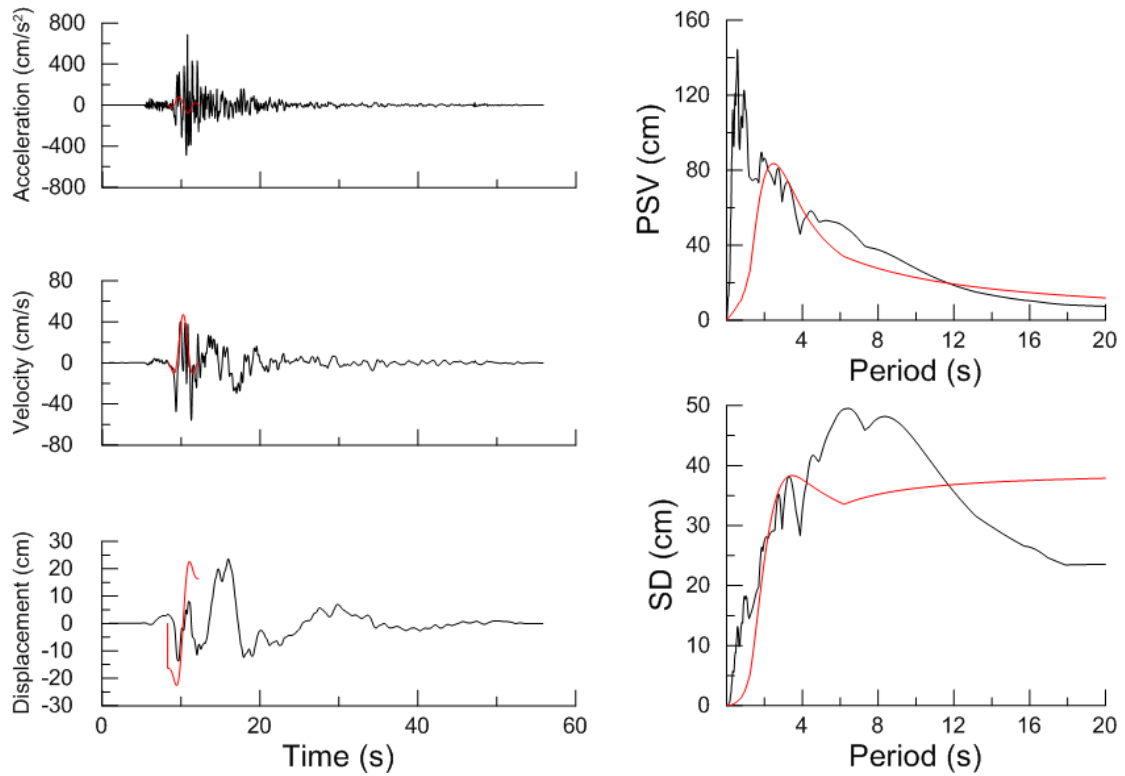 800
400
0
-400
-800
Acceleration (cm/s²)
80
40
0
-40
-80
Velocity (cm/s)
30
20
10
0
-10
-20
-30
Displacement (cm)
0 20 40 60
Time (s)
160
120
80
40
0
PSV (cm)
4 8 12 16 20
Period (s)
50
40
30
20
10
0
SD (cm)
4 8 12 16 20
Period (s)